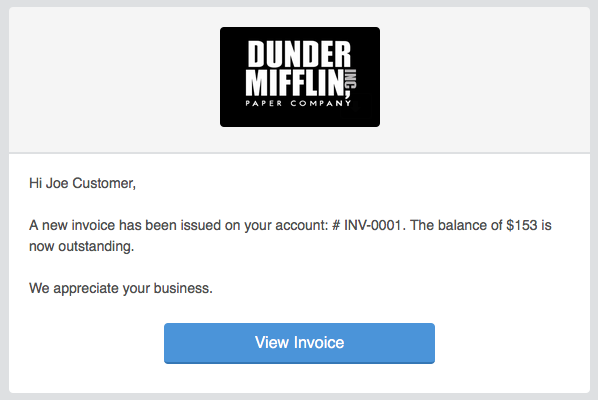 DUNDER
MIFFLIN, INC
PAPER COMPANY
Hi Joe Customer,
A new invoice has been issued on your account: # INV-0001. The balance of $153 is
now outstanding.
We appreciate your business.
View Invoice